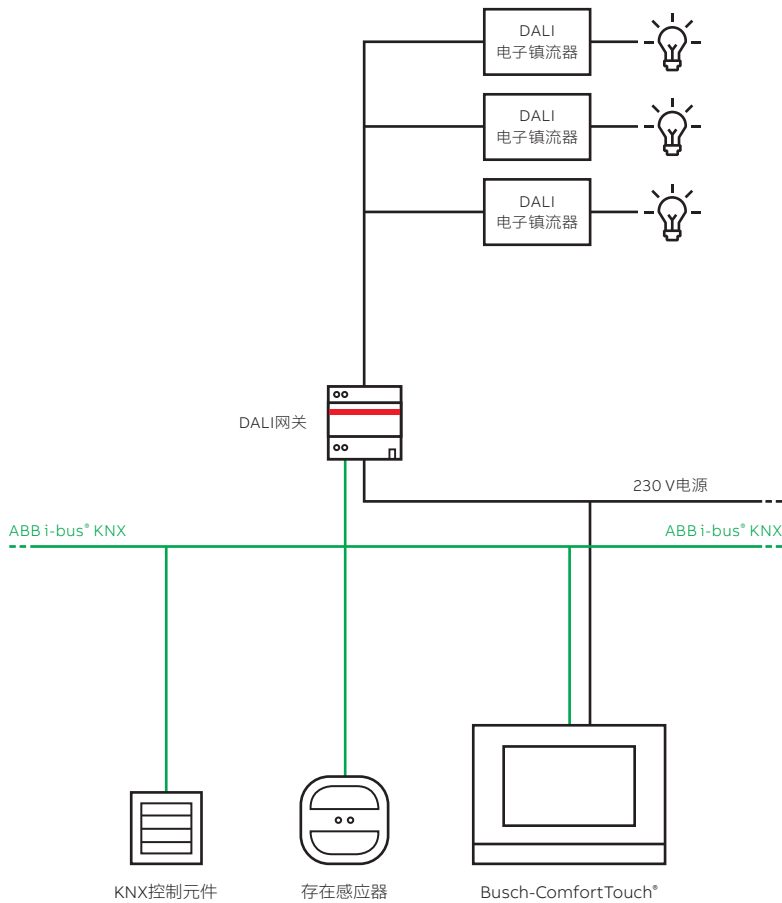 DALI
电子镇流器
DALI
电子镇流器
DALI
电子镇流器
DALI网关
230 V电源
ABB i-bus® KNX
ABB i-bus® KNX
KNX控制元件
存在感应器
Busch-ComfortTouch®